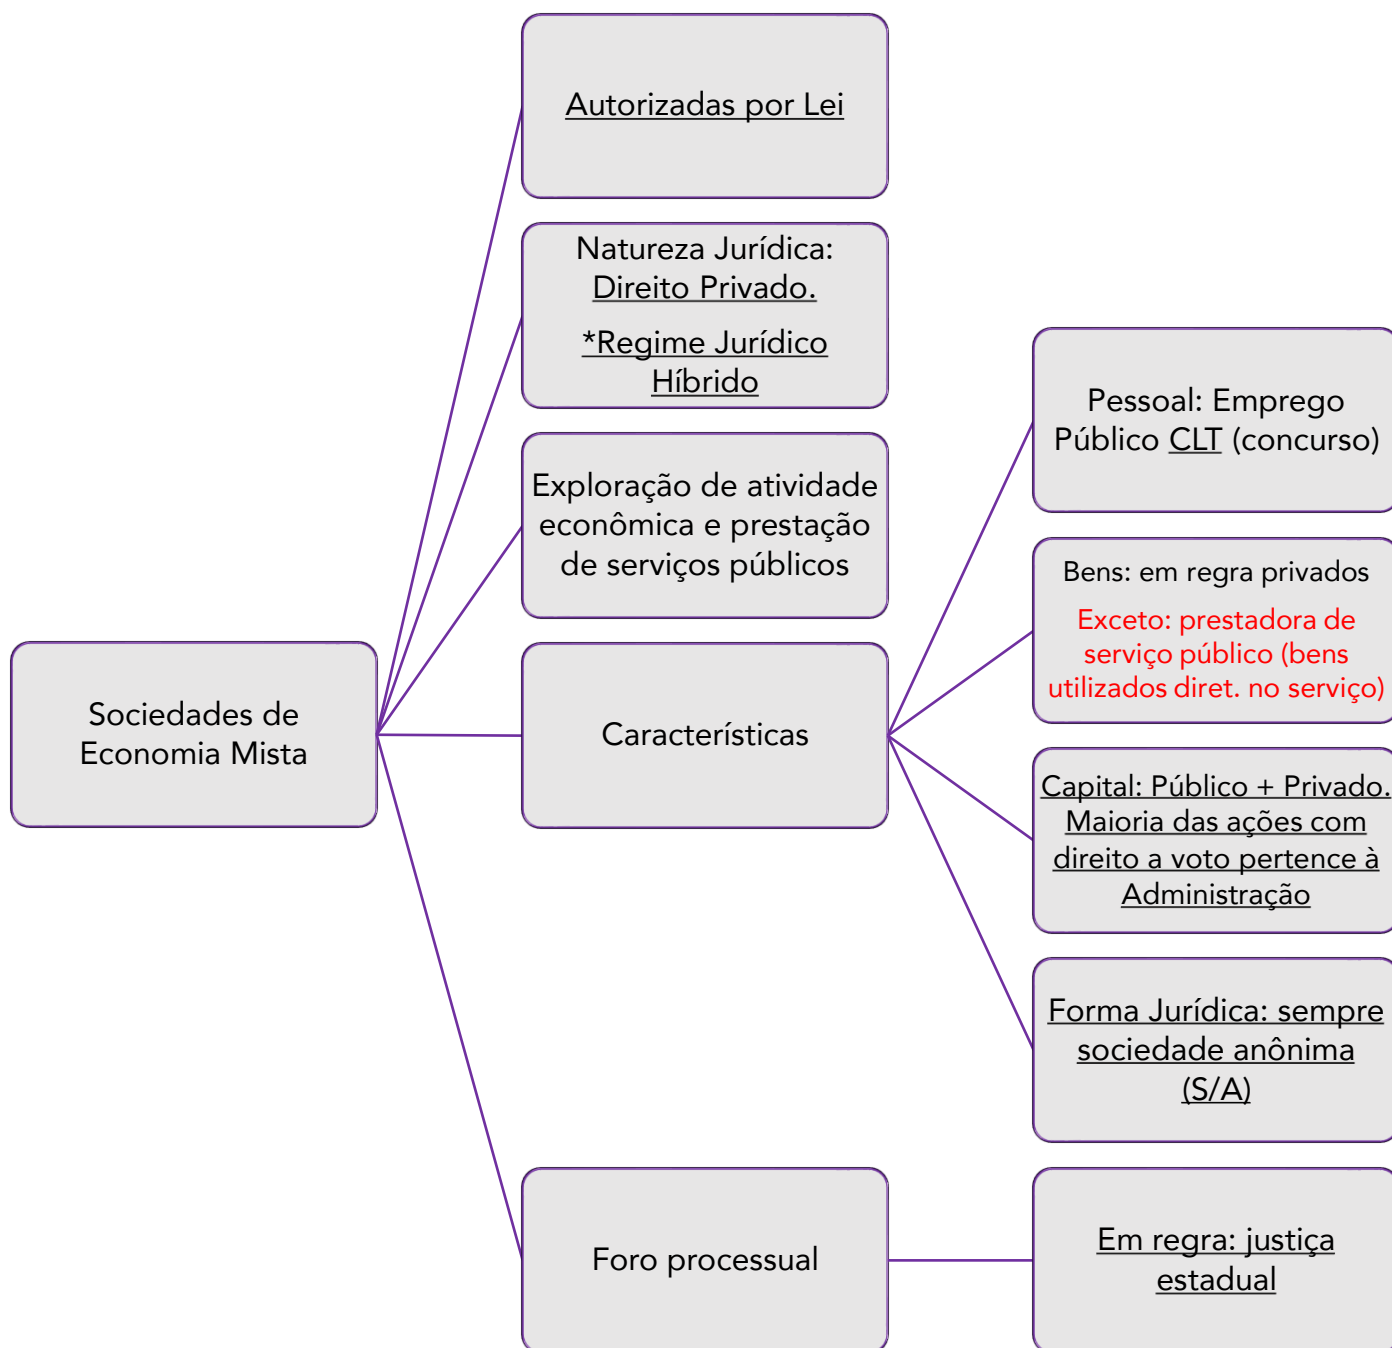 Autorizadas por Lei
Natureza Jurídica:
Direito Privado.
*Regime Jurídico
Híbrido
Exploração de atividade
econômica e prestação
de serviços públicos
Sociedades de
Economia Mista
Características
Pessoal: Emprego
Público CLT (concurso)
Bens: em regra privados
Exceto: prestadora de
serviço público (bens
utilizados diret. no serviço)
Capital: Público + Privado.
Maioria das ações com
direito a voto pertence à
Administração
Forma Jurídica: sempre
sociedade anônima
(S/A)
Foro processual
Em regra: justiça
estadual